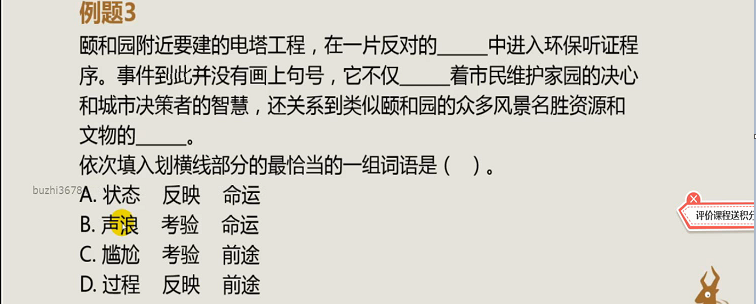 例题3
颐和园附近要建的电塔工程，在一片反对的_____中进入环保听证程
序。事件到此并没有画上句号，它不仅_____着市民维护家园的决心
和城市决策者的智慧，还关系到类似颐和园的众多风景名胜资源和
文物的_____。
依次填入划横线部分的最恰当的一组词语是（ ）。
buzhi3678
A. 状态 反映 命运
B. 声浪 考验 命运
评价课程送积分
C. 尴尬 考验 前途
D. 过程 反映 前途